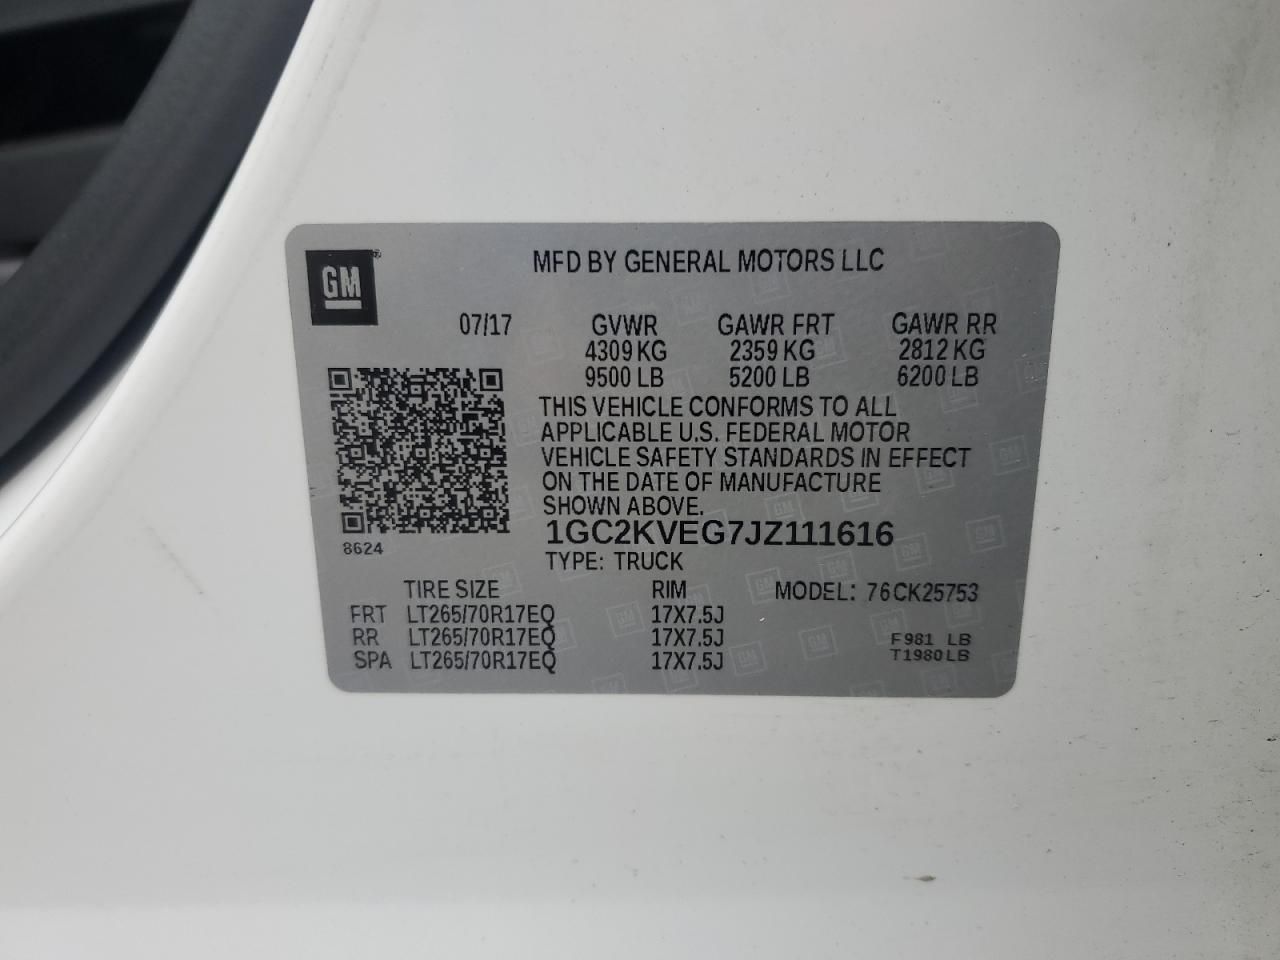 GM
MFD BY GENERAL MOTORS LLC
07/17 GVWR GAWR FRT GAWR RR
4309 KG 2359 KG 2812 KG
9500 LB 5200 LB 6200 LB
THIS VEHICLE CONFORMS TO ALL
APPLICABLE U.S. FEDERAL MOTOR
VEHICLE SAFETY STANDARDS IN EFFECT
ON THE DATE OF MANUFACTURE
SHOWN ABOVE.
1GC2KVEG7JZ111616
8624
TYPE: TRUCK
TIRE SIZE RIM MODEL: 76CK25753
FRT LT265/70R17EQ 17X7.5J
RR LT265/70R17EQ 17X7.5J F981 LB
SPA LT265/70R17EQ 17X7.5J T1980LB